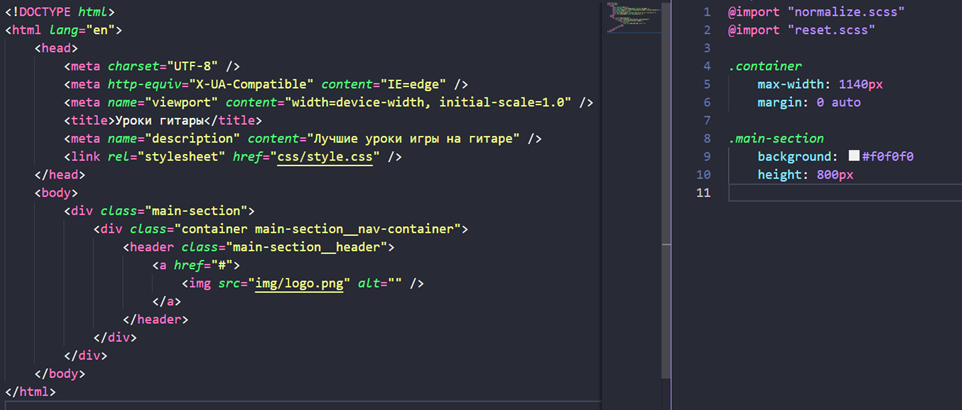 <!DOCTYPE html>
<html lang="en">
    <head>
        <meta charset="UTF-8" />
        <meta http-equiv="X-UA-Compatible" content="IE=edge" />
        <meta name="viewport" content="width=device-width, initial-scale=1.0" />
        <title>Уроки гитары</title>
        <meta name="description" content="Лучшие уроки игры на гитаре" />
        <link rel="stylesheet" href="css/style.css" />
    </head>
    <body>
        <div class="main-section">
            <div class="container main-section__nav-container">
                <header class="main-section__header">
                    <a href="#">
                        <img src="img/logo.png" alt="" />
                    </a>
                </header>
            </div>
        </div>
    </body>
</html>
1 @import "normalize.scss"
2 @import "reset.scss"
3
4 .container
5     max-width: 1140px
6     margin: 0 auto
7
8 .main-section
9     background: #f0f0f0
10     height: 800px
11